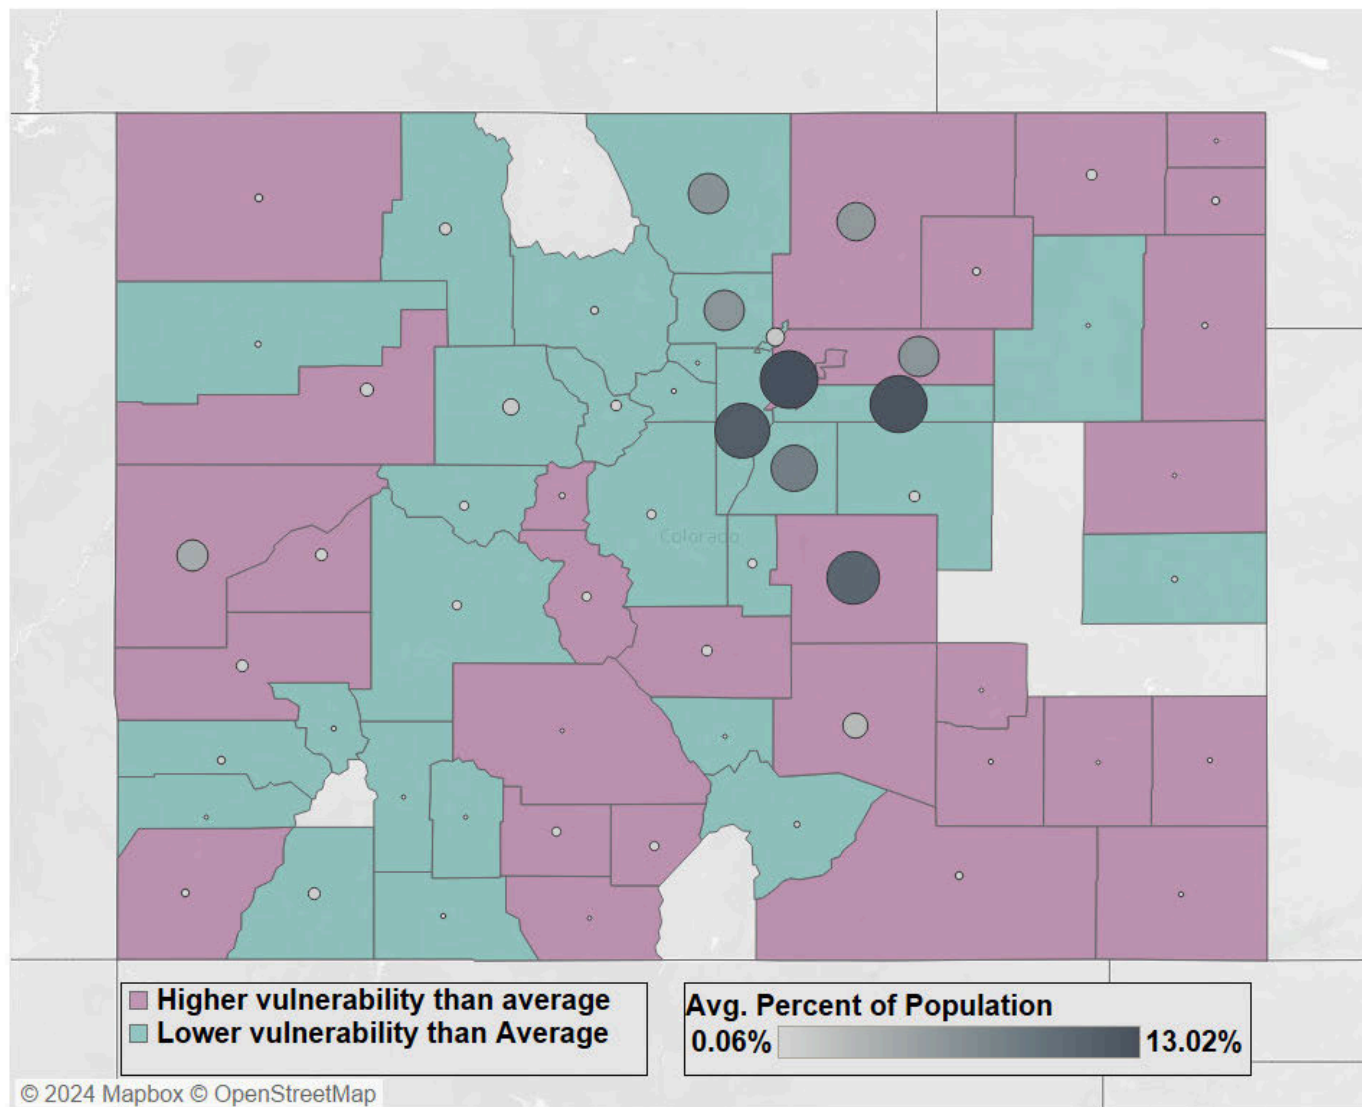 Colorado
Higher vulnerability than average
Lower vulnerability than Average
Avg. Percent of Population
0.06% 13.02%
© 2024 Mapbox © OpenStreetMap